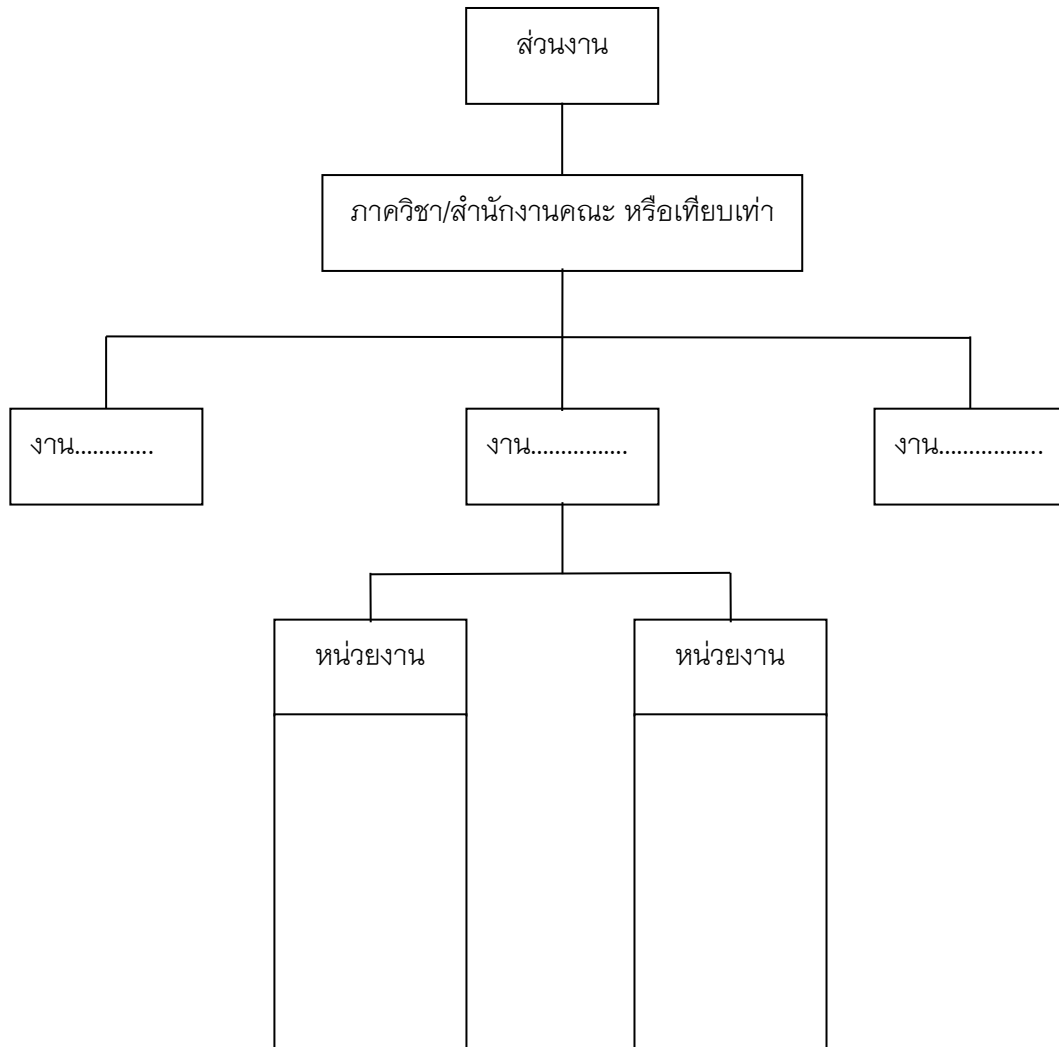 ส่วนงาน
ภาควิชา/สำนักงานคณะ หรือเทียบเท่า
งาน.............
งาน................
งาน.................
หน่วยงาน
หน่วยงาน